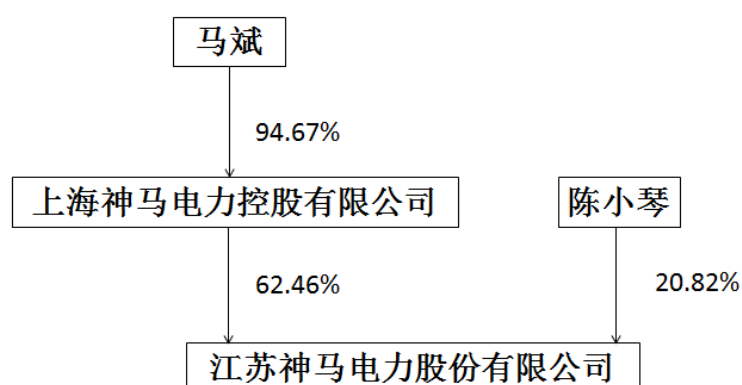 马斌
94.67%
上海神马电力控股有限公司
陈小琴
62.46%
20.82%
江苏神马电力股份有限公司